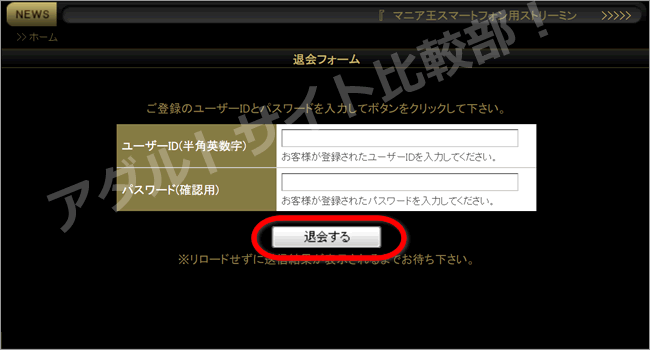 NEWS
マニア王スマートフォン用ストリーミン >>>>>
>>ホーム
退会フォーム
ご登録のユーザーIDとパスワードを入力してボタンをクリックして下さい。
ユーザーID(半角英数字)
お客様が登録されたユーザーIDを入力してください。
パスワード(確認用)
お客様が登録されたパスワードを入力してください。
退会する
※リロードせずに送信結果が表示されるまでお待ち下さい。
アダルトサイト比較部！